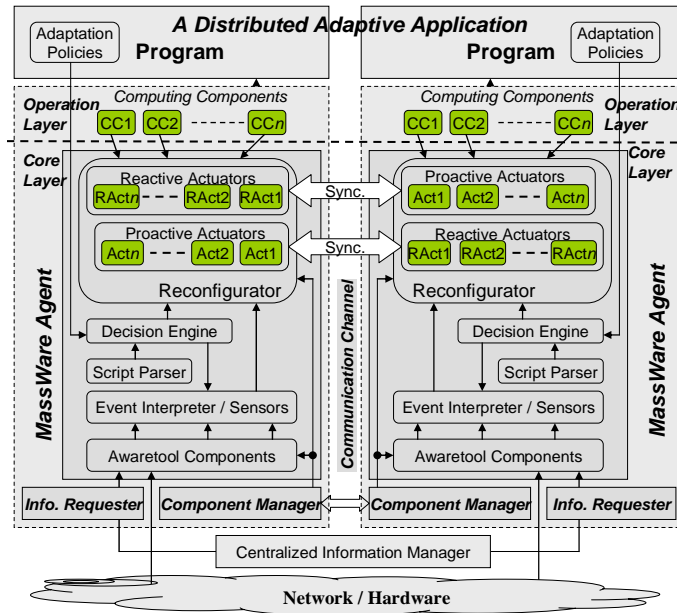 A Distributed Adaptive Application
Adaptation
Policies
Program
Program
Adaptation
Policies
Operation
Layer
Computing Components
CC1 CC2 CCn
Computing Components
CC1 CC2 CCn
Operation
Layer
Core
Layer
Core
Layer
Reactive Actuators
RActn RAct2 RAct1
Sync.
Proactive Actuators
Act1 Act2 Actn
Proactive Actuators
Actn Act2 Act1
Sync.
Reactive Actuators
RAct1 RAct2 RActn
Reconfigurator
Reconfigurator
MassWare Agent
Communication Channel
MassWare Agent
Decision Engine
Script Parser
Event Interpreter / Sensors
Awaretool Components
Decision Engine
Script Parser
Event Interpreter / Sensors
Awaretool Components
Info. Requester
Component Manager
Component Manager
Info. Requester
Centralized Information Manager
Network / Hardware